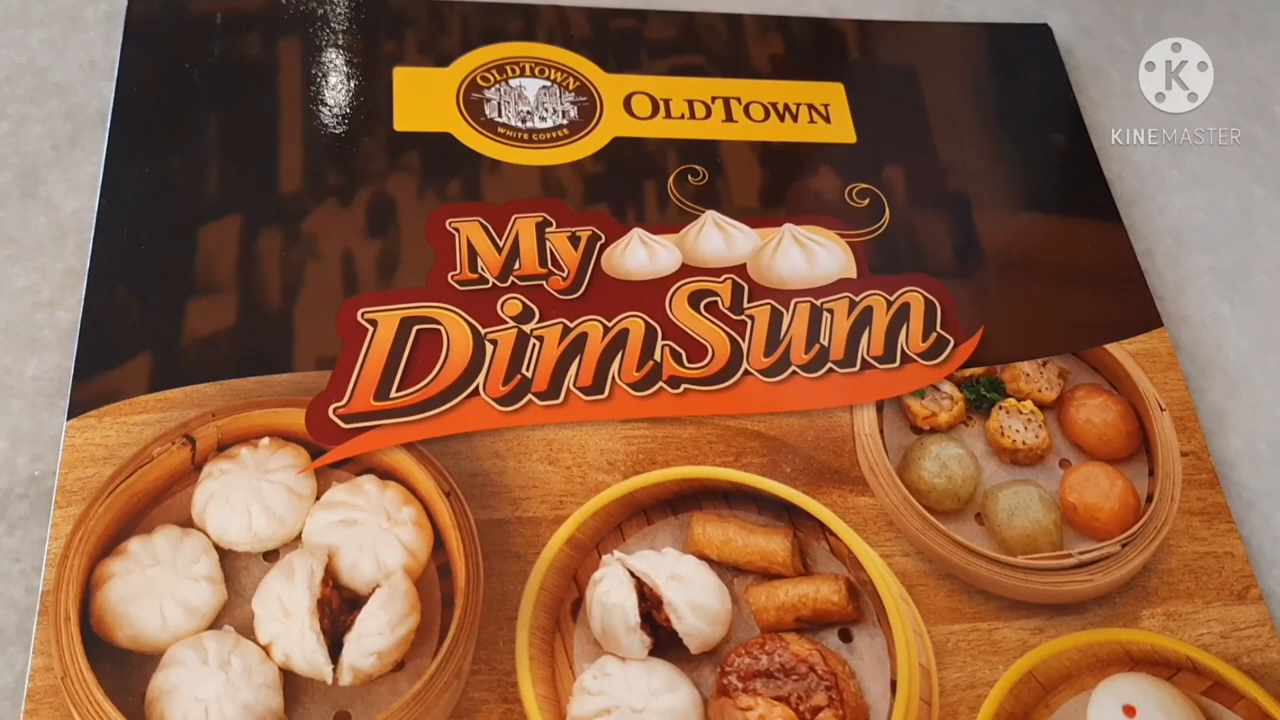 OLDTOWN
WHITE COFFEE
OLDTOWN
K
KINEMASTER
My
DimSum